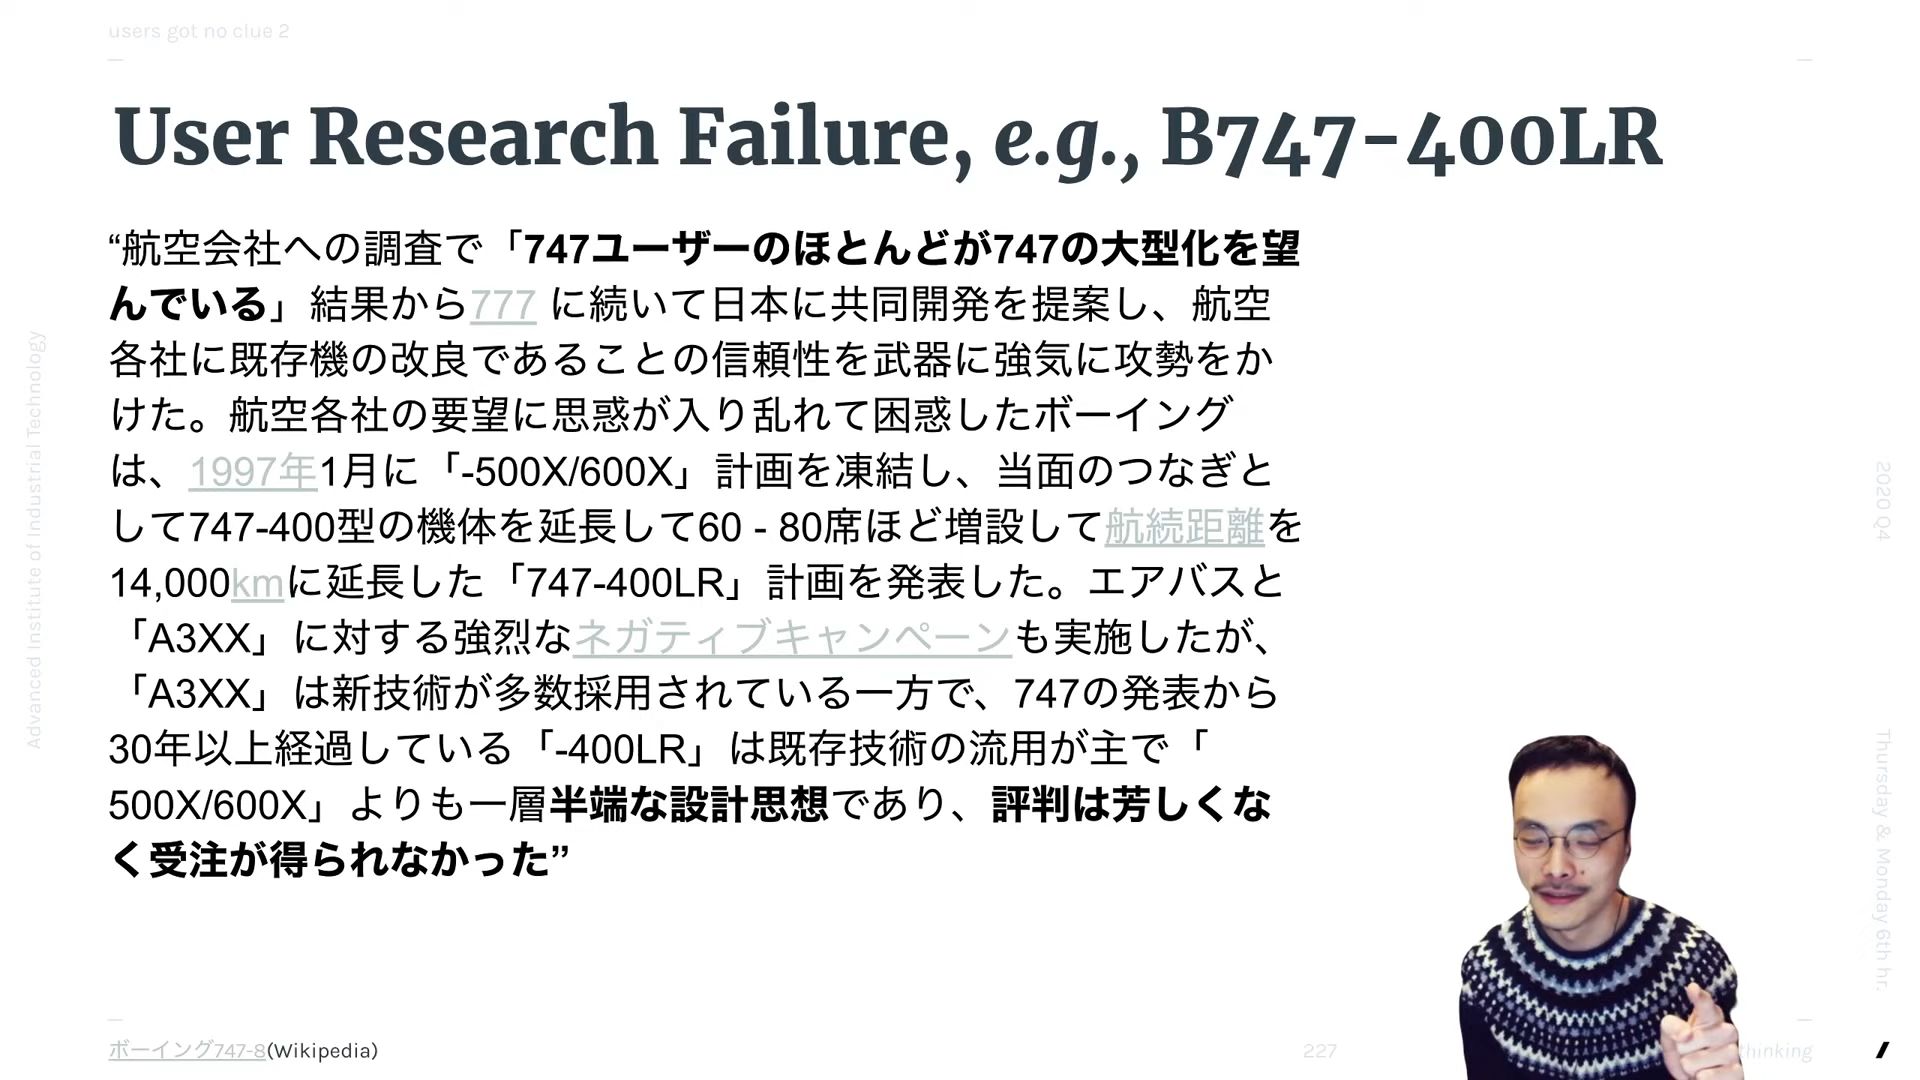 users got no clue 2
User Research Failure, e.g., B747-400LR
“航空会社への調査で「747ユーザーのほとんどが747の大型化を望
んでいる」結果から777 に続いて日本に共同開発を提案し、航空
各社に既存機の改良であることの信頼性を武器に強気に攻勢をか
けた。航空各社の要望に思惑が入り乱れて困惑したボーイング
は、1997年1月に「-500X/600X」計画を凍結し、当面のつなぎと
して747-400型の機体を延長して60 - 80席ほど増設して航続距離を
14,000kmに延長した「747-400LR」計画を発表した。エアバスと
「A3XX」に対する強烈なネガティブキャンペーンも実施したが、
「A3XX」は新技術が多数採用されている一方で、747の発表から
30年以上経過している「-400LR」は既存技術の流用が主で「
500X/600X」よりも一層半端な設計思想であり、評判は芳しくな
く受注が得られなかった”
Advanced Institute of Industrial Technology
2020 Q4
Thursday & Monday 6th hr.
ボーイング747-8(Wikipedia)
227
thinking